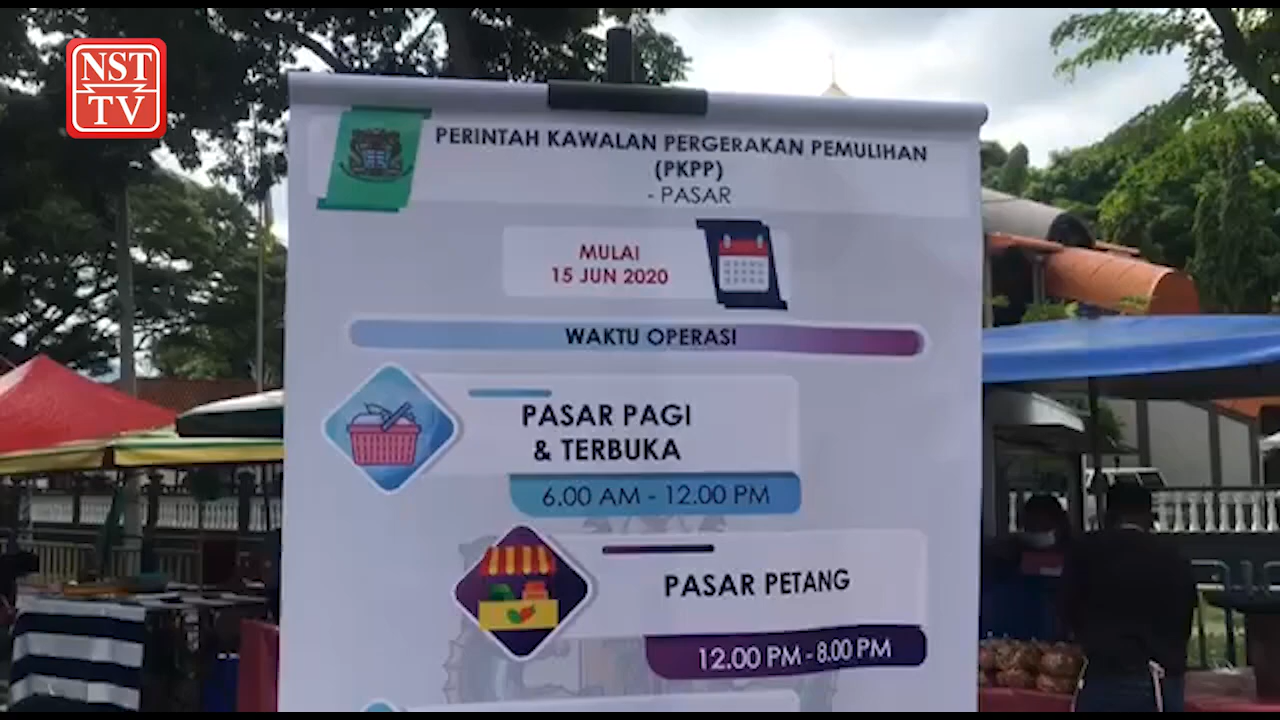 NST
TV
PERINTAH KAWALAN PERGERAKAN PEMULIHAN
(PKPP)
- PASAR
MULAI
15 JUN 2020
WAKTU OPERASI
PASAR PAGI
& TERBUKA
6.00 AM - 12.00 PM
PASAR PETANG
12.00 PM - 8.00 PM